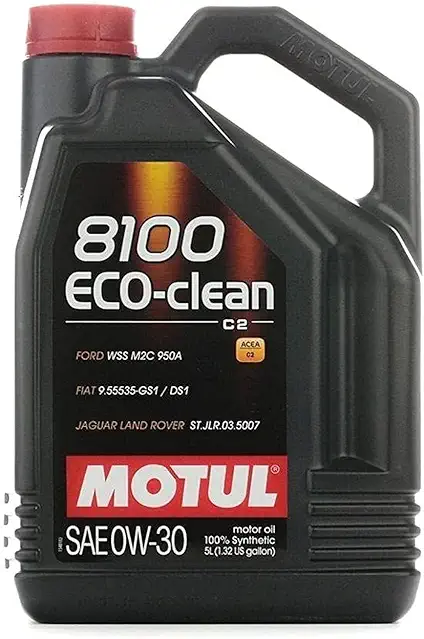 MOTUL
8100
ECO-clean
C2
ACEA
C2
FORD WSS M2C 950A
FIAT 9.55535-GS1 / DS1
JAGUAR LAND ROVER ST.JLR.03.5007
MOTUL®
SAE 0W-30
motor oil
100% Synthetic
5L (1.32 US gallon)